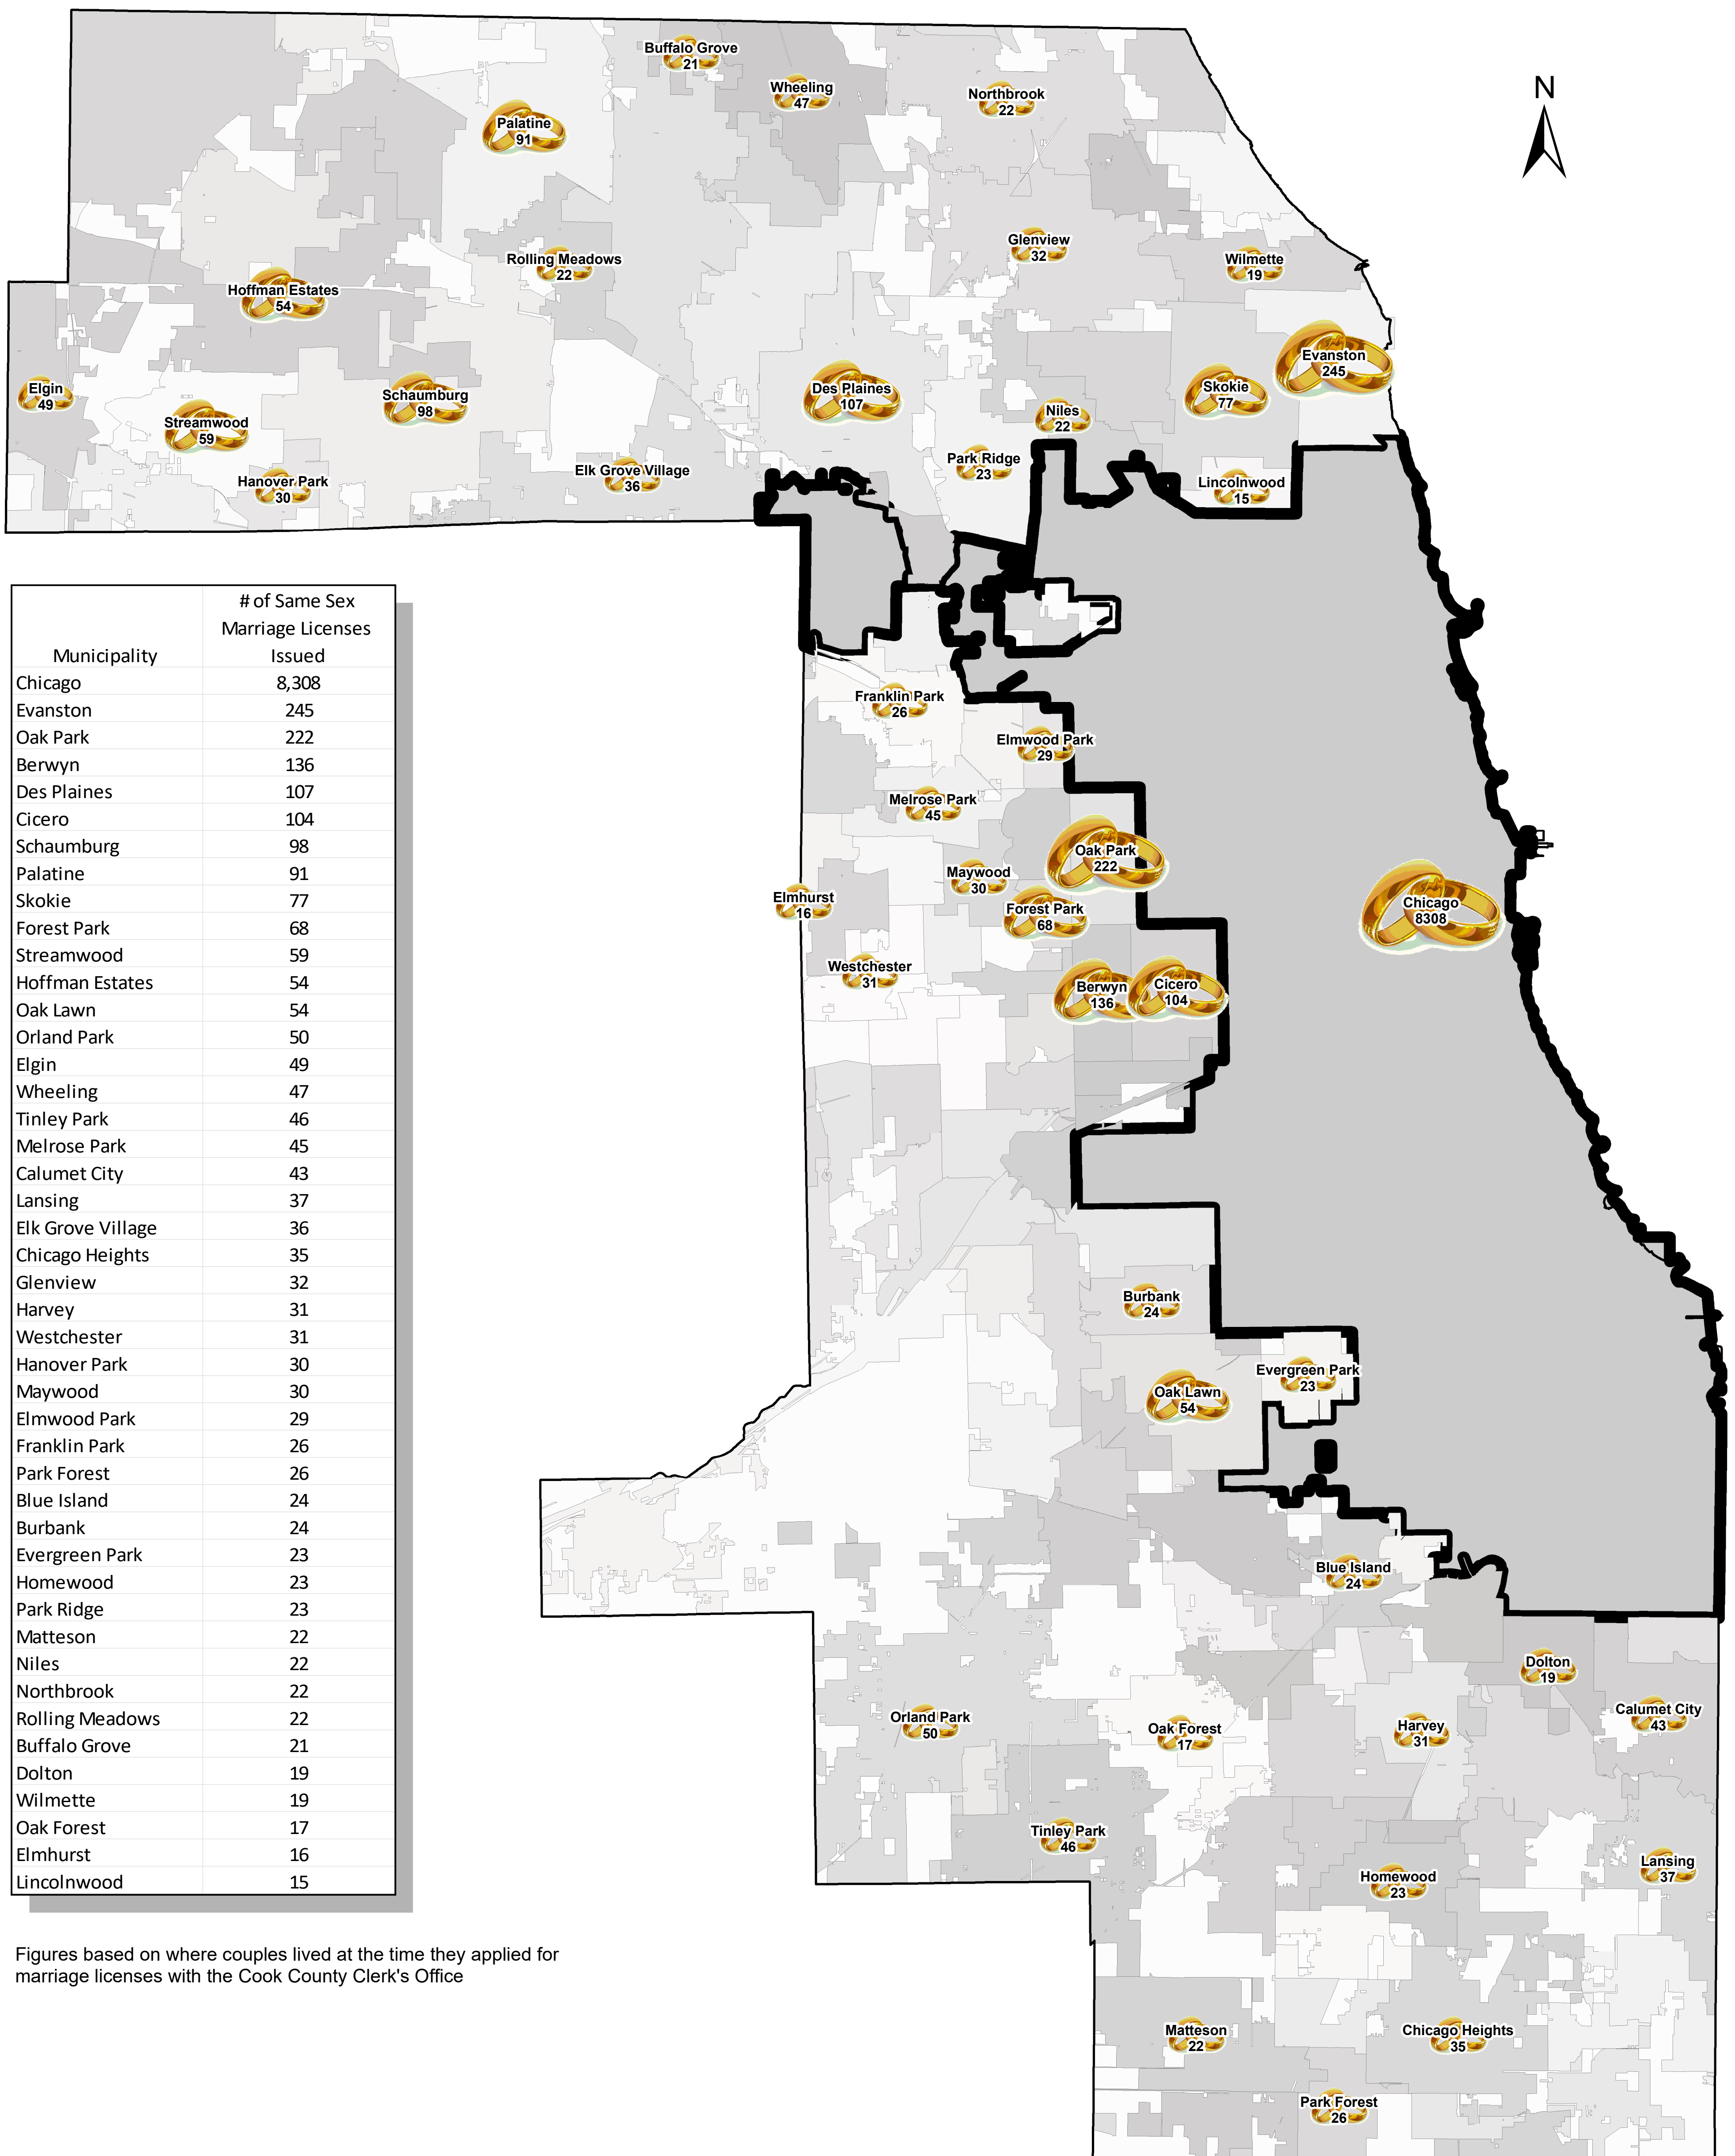 Buffalo Grove
21
Wheeling
47
Northbrook
22
N
Palatine
91
Glenview
32
Rolling Meadows
22
Wilmette
19
Hoffman Estates
54
Evanston
245
Elgin
49
Schaumburg
98
Des Plaines
107
Skokie
77
Streamwood
59
Niles
22
Park Ridge
23
Hanover Park
30
Elk Grove Village
36
Lincolnwood
15
Municipality # of Same Sex
Marriage Licenses
Issued
Chicago 8,308
Evanston 245
Oak Park 222
Berwyn 136
Des Plaines 107
Cicero 104
Schaumburg 98
Palatine 91
Skokie 77
Forest Park 68
Streamwood 59
Hoffman Estates 54
Oak Lawn 54
Orland Park 50
Elgin 49
Wheeling 47
Tinley Park 46
Melrose Park 45
Calumet City 43
Lansing 37
Elk Grove Village 36
Chicago Heights 35
Glenview 32
Harvey 31
Westchester 31
Hanover Park 30
Maywood 30
Elmwood Park 29
Franklin Park 26
Park Forest 26
Blue Island 24
Burbank 24
Evergreen Park 23
Homewood 23
Park Ridge 23
Matteson 22
Niles 22
Northbrook 22
Rolling Meadows 22
Buffalo Grove 21
Dolton 19
Wilmette 19
Oak Forest 17
Elmhurst 16
Lincolnwood 15
Franklin Park
26
Elmwood Park
29
Melrose Park
45
Oak Park
222
Maywood
30
Elmhurst
16
Forest Park
68
Chicago
8308
Westchester
31
Berwyn
136
Cicero
104
Burbank
24
Evergreen Park
23
Oak Lawn
54
Blue Island
24
Dolton
19
Orland Park
50
Oak Forest
17
Harvey
31
Calumet City
43
Tinley Park
46
Homewood
23
Lansing
37
Matteson
22
Chicago Heights
35
Park Forest
26
Figures based on where couples lived at the time they applied for
marriage licenses with the Cook County Clerk's Office